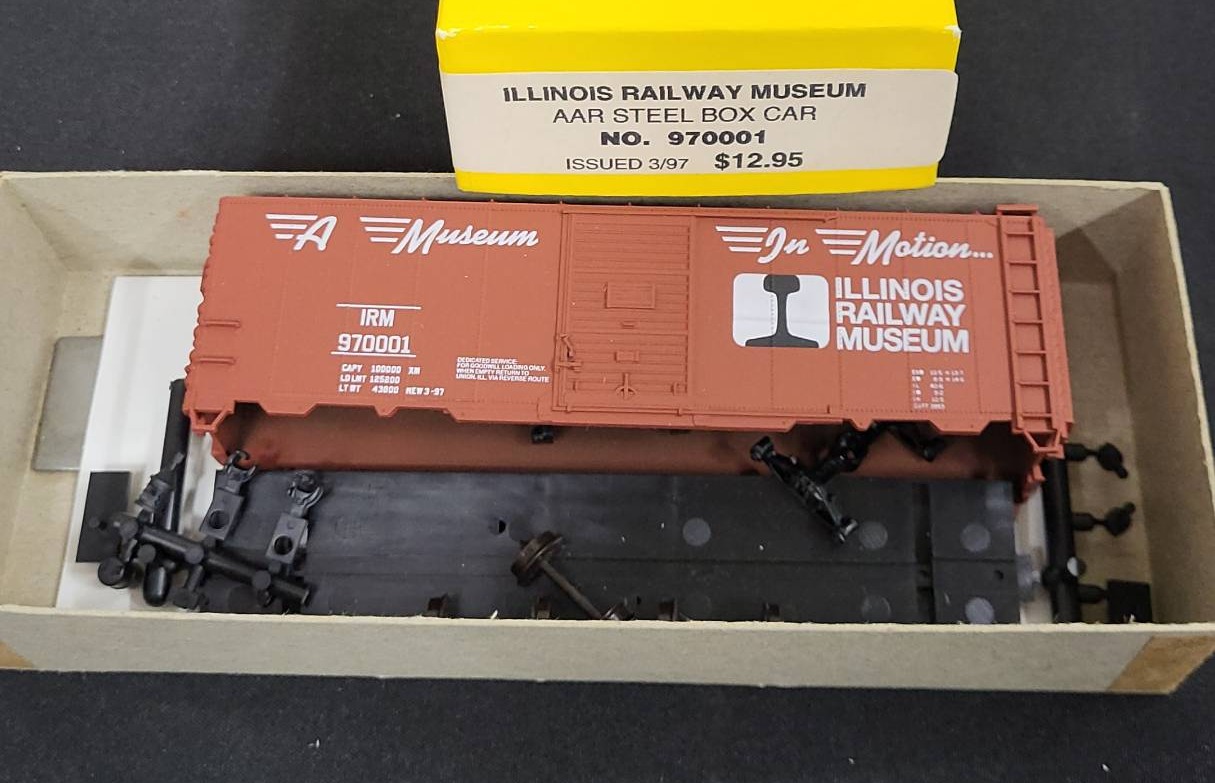 ILLINOIS RAILWAY MUSEUM
AAR STEEL BOX CAR
NO. 970001
ISSUED 3/97 $12.95
A Museum In Motion...
IRM
970001
CAPY 100000 XM
LD LMT 125200
LT WT 43800 NEW 3-97
DEDICATED SERVICE:
FOR GOODWILL LOADING ONLY.
WHEN EMPTY RETURN TO
UNION, ILL. VIA REVERSE ROUTE
ILLINOIS
RAILWAY
MUSEUM